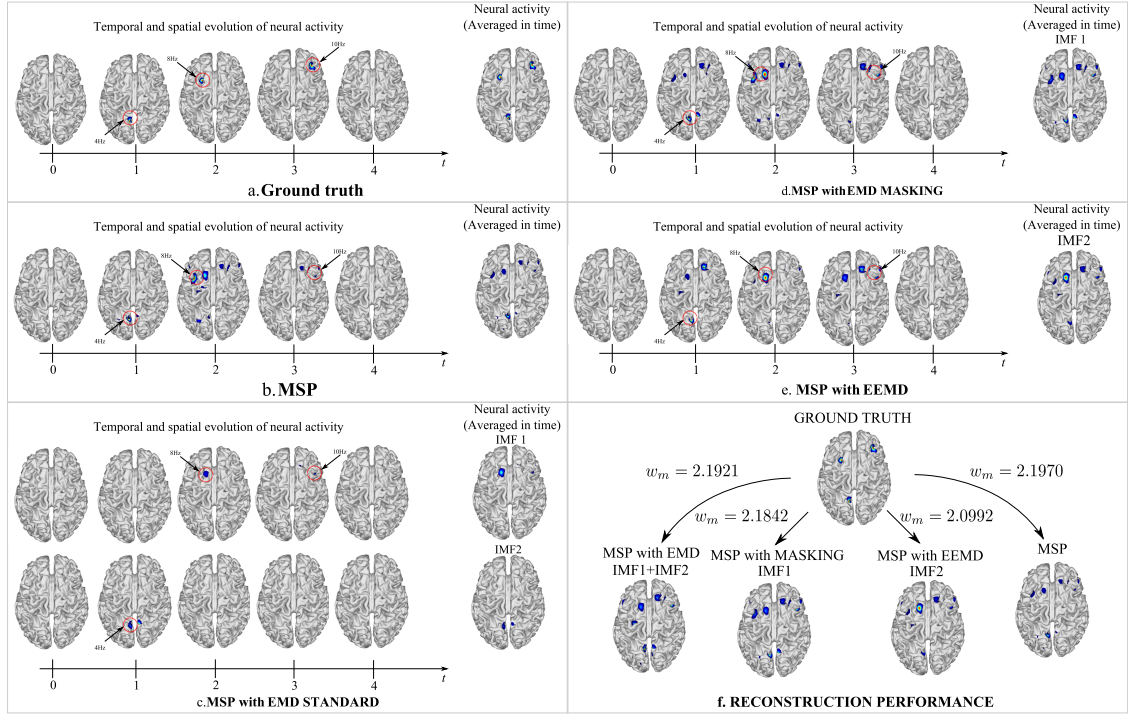 Temporal and spatial evolution of neural activity
Neural activity
(Averaged in time)
8Hz
10Hz
4Hz
0 1 2 3 4 t
a.Ground truth
Temporal and spatial evolution of neural activity
Neural activity
(Averaged in time)
IMF 1
8Hz
10Hz
4Hz
0 1 2 3 4 t
d.MSP with EMD MASKING
Temporal and spatial evolution of neural activity
Neural activity
(Averaged in time)
8Hz
10Hz
4Hz
0 1 2 3 4 t
b. MSP
Temporal and spatial evolution of neural activity
Neural activity
(Averaged in time)
IMF2
8Hz
10Hz
4Hz
0 1 2 3 4 t
e. MSP with EEMD
Temporal and spatial evolution of neural activity
Neural activity
(Averaged in time)
IMF 1
8Hz
10Hz
IMF2
4Hz
0 1 2 3 4 t
c.MSP with EMD STANDARD
GROUND TRUTH
w_m = 2.1921
w_m = 2.1970
w_m = 2.1842
w_m = 2.0992
MSP with EMD
IMF1+IMF2
MSP with MASKING
IMF1
MSP with EEMD
IMF2
MSP
f. RECONSTRUCTION PERFORMANCE